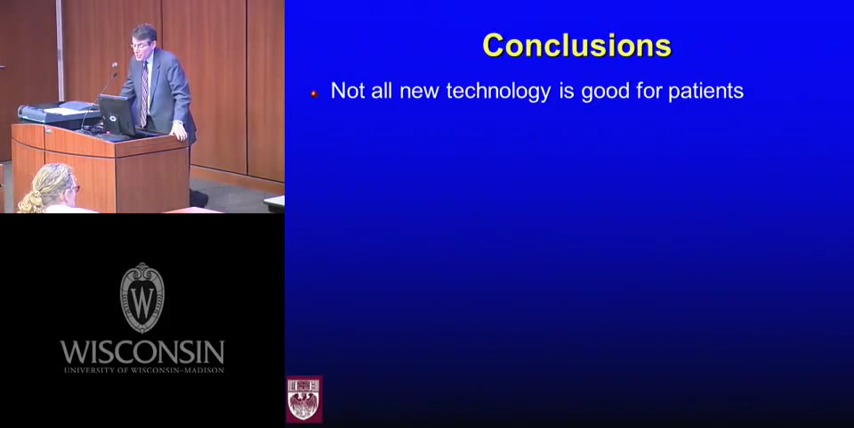 Conclusions
Not all new technology is good for patients
W
WISCONSIN
UNIVERSITY OF WISCONSIN–MADISON